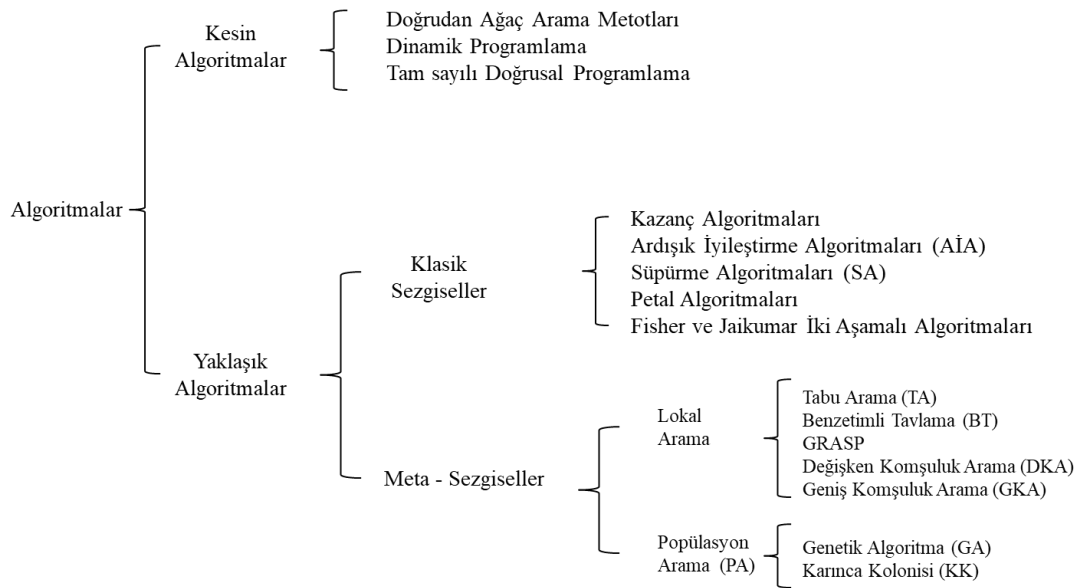 Kesin
Algoritmalar
Doğrudan Ağaç Arama Metotları
Dinamik Programlama
Tam sayılı Doğrusal Programlama
Algoritmalar
Klasik
Sezgiseller
Kazanç Algoritmaları
Ardışık İyileştirme Algoritmaları (AİA)
Süpürme Algoritmaları (SA)
Petal Algoritmaları
Fisher ve Jaikumar İki Aşamalı Algoritmaları
Yaklaşık
Algoritmalar
Meta - Sezgiseller
Lokal
Arama
Tabu Arama (TA)
Benzetimli Tavlama (BT)
GRASP
Değişken Komşuluk Arama (DKA)
Geniş Komşuluk Arama (GKA)
Popülasyon
Arama (PA)
Genetik Algoritma (GA)
Karınca Kolonisi (KK)